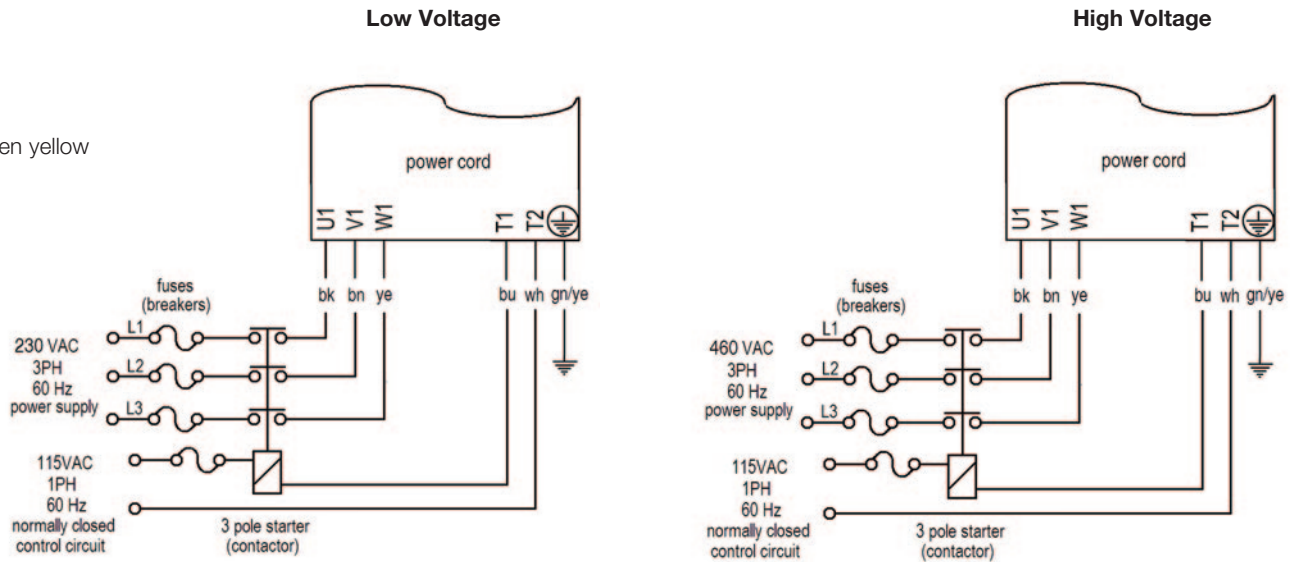 Low Voltage
en yellow
power cord
U1
V1
W1
T1
T2
bk
bn
ye
bu
wh
gn/ye
fuses
(breakers)
L1
L2
L3
230 VAC
3PH
60 Hz
power supply
115VAC
1PH
60 Hz
normally closed
control circuit
3 pole starter
(contactor)
High Voltage
power cord
U1
V1
W1
T1
T2
bk
bn
ye
bu
wh
gn/ye
fuses
(breakers)
L1
L2
L3
460 VAC
3PH
60 Hz
power supply
115VAC
1PH
60 Hz
normally closed
control circuit
3 pole starter
(contactor)